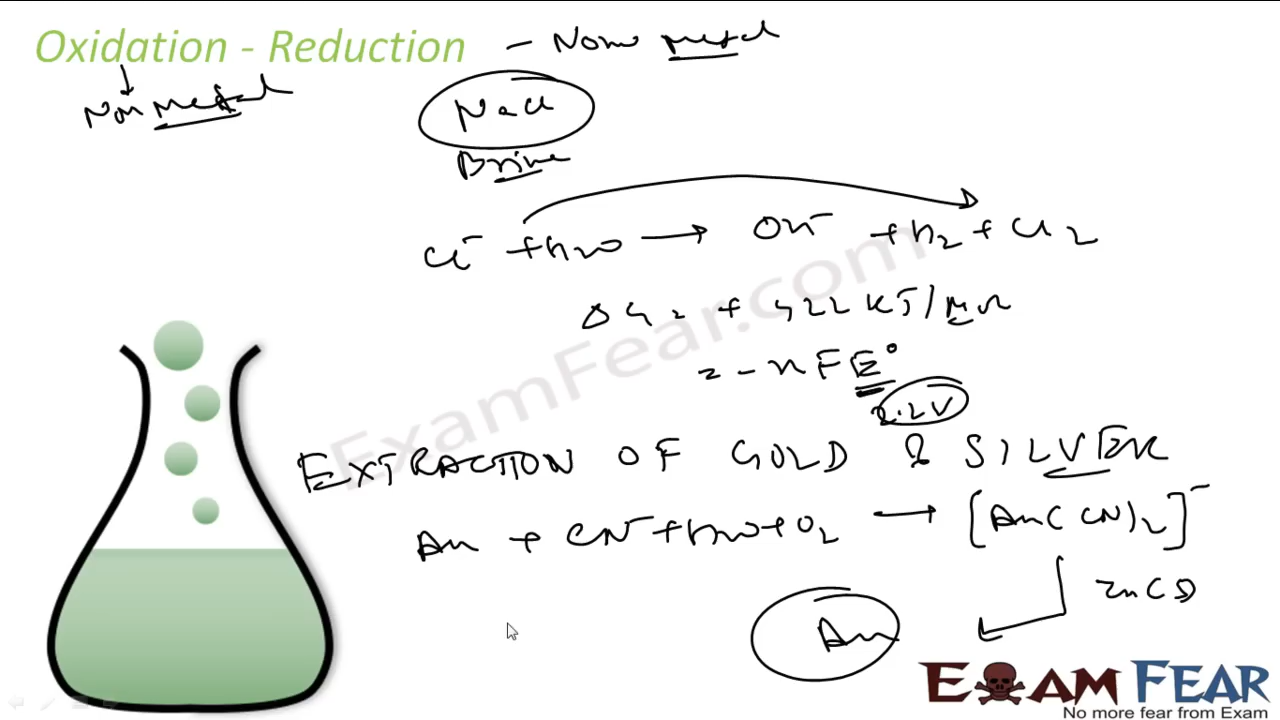 Oxidation - Reduction
- Non metal
Non metal
NaCl
Brine
Cl⁻ + H2O → OH⁻ + H2 + Cl2
ΔG = + 422 KJ/mol
= - n F E°
2.2V
EXTRACTION OF GOLD & SILVER
Au + CN⁻ + H2O + O2 → [Au(CN)2]⁻
Zn(s)
Au
ExamFear.com
EXAM FEAR
No more fear from Exam